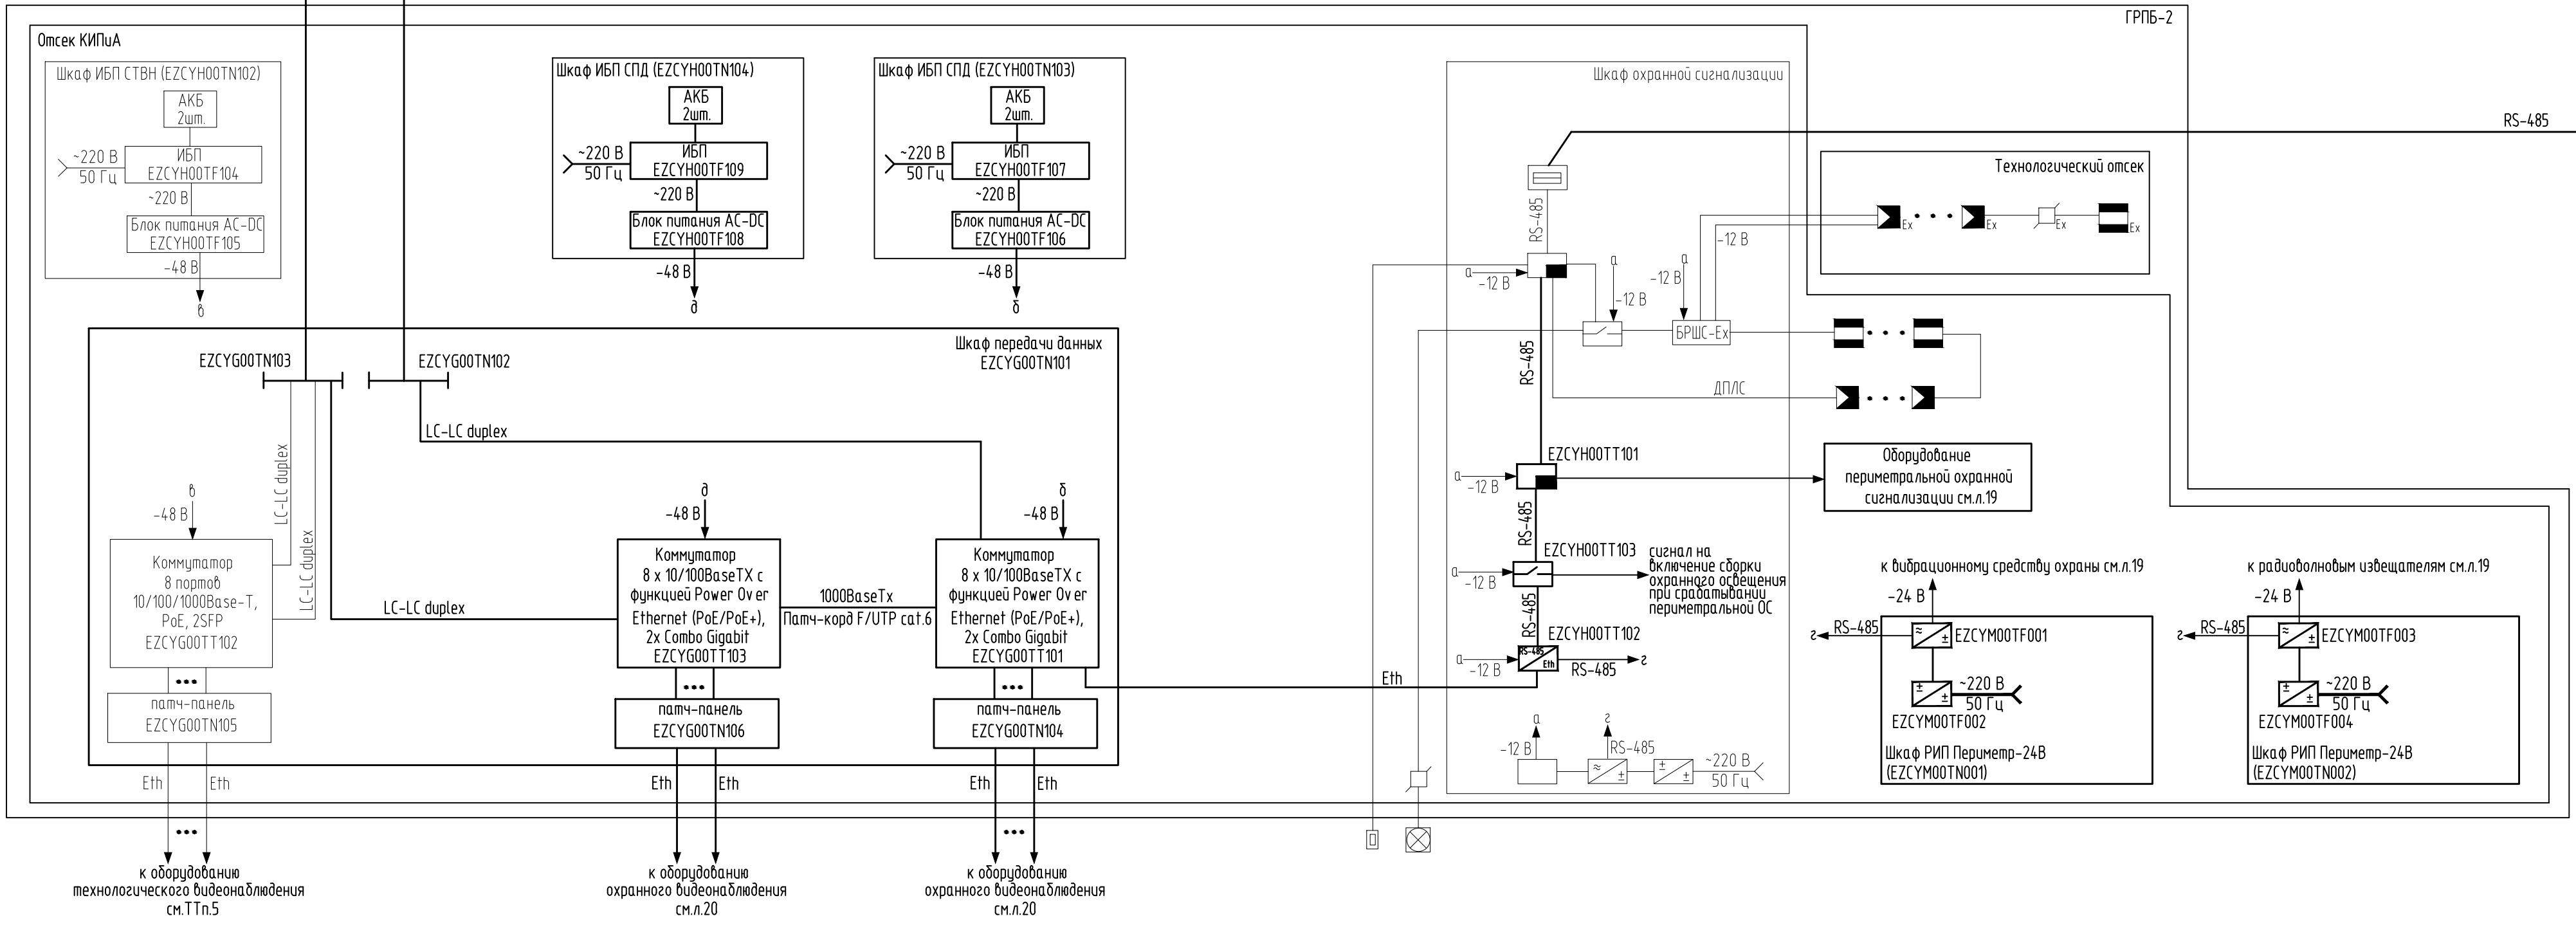 ГРПБ-2
Отсек КИПиА
Шкаф ИБП СТВН (EZCYH00TN102)
АКБ
2шт.
~220 В
50 Гц
ИБП
EZCYH00TF104
~220 В
Блок питания AC-DC
EZCYH00TF105
-48 В
в
Шкаф ИБП СПД (EZCYH00TN104)
АКБ
2шт.
~220 В
50 Гц
ИБП
EZCYH00TF109
~220 В
Блок питания AC-DC
EZCYH00TF108
-48 В
д
Шкаф ИБП СПД (EZCYH00TN103)
АКБ
2шт.
~220 В
50 Гц
ИБП
EZCYH00TF107
~220 В
Блок питания AC-DC
EZCYH00TF106
-48 В
б
Шкаф передачи данных
EZCYG00TN101
EZCYG00TN103
EZCYG00TN102
LC-LC duplex
LC-LC duplex
LC-LC duplex
LC-LC duplex
в
-48 В
Коммутатор
8 портов
10/100/1000Base-T,
PoE, 2SFP
EZCYG00TT102
патч-панель
EZCYG00TN105
Eth
Eth
к оборудованию
технологического видеонаблюдения
см.ТТп.5
д
-48 В
Коммутатор
8 x 10/100BaseTX с
функцией Power Over
Ethernet (PoE/PoE+),
2x Combo Gigabit
EZCYG00TT103
патч-панель
EZCYG00TN106
Eth
Eth
к оборудованию
охранного видеонаблюдения
см.л.20
1000BaseTx
Патч-корд F/UTP cat.6
б
-48 В
Коммутатор
8 x 10/100BaseTX с
функцией Power Over
Ethernet (PoE/PoE+),
2x Combo Gigabit
EZCYG00TT101
патч-панель
EZCYG00TN104
Eth
Eth
к оборудованию
охранного видеонаблюдения
см.л.20
Eth
Шкаф охранной сигнализации
RS-485
RS-485
а
-12 В
а
-12 В
а
-12 В
БРШС-Ex
-12 В
Технологический отсек
Ex
Ex
Ex
Ex
ДПЛС
RS-485
EZCYH00TT101
а
-12 В
Оборудование
периметральной охранной
сигнализации см.л.19
RS-485
EZCYH00TT103
а
-12 В
сигнал на
включение сборки
охранного освещения
при срабатывании
периметральной ОС
RS-485
EZCYH00TT102
а
-12 В
RS-485
Eth
RS-485
г
а
-12 В
г
RS-485
~220 В
50 Гц
к вибрационному средству охраны см.л.19
-24 В
г
RS-485
EZCYM00TF001
~220 В
50 Гц
EZCYM00TF002
Шкаф РИП Периметр-24В
(EZCYM00TN001)
к радиоволновым извещателям см.л.19
-24 В
г
RS-485
EZCYM00TF003
~220 В
50 Гц
EZCYM00TF004
Шкаф РИП Периметр-24В
(EZCYM00TN002)